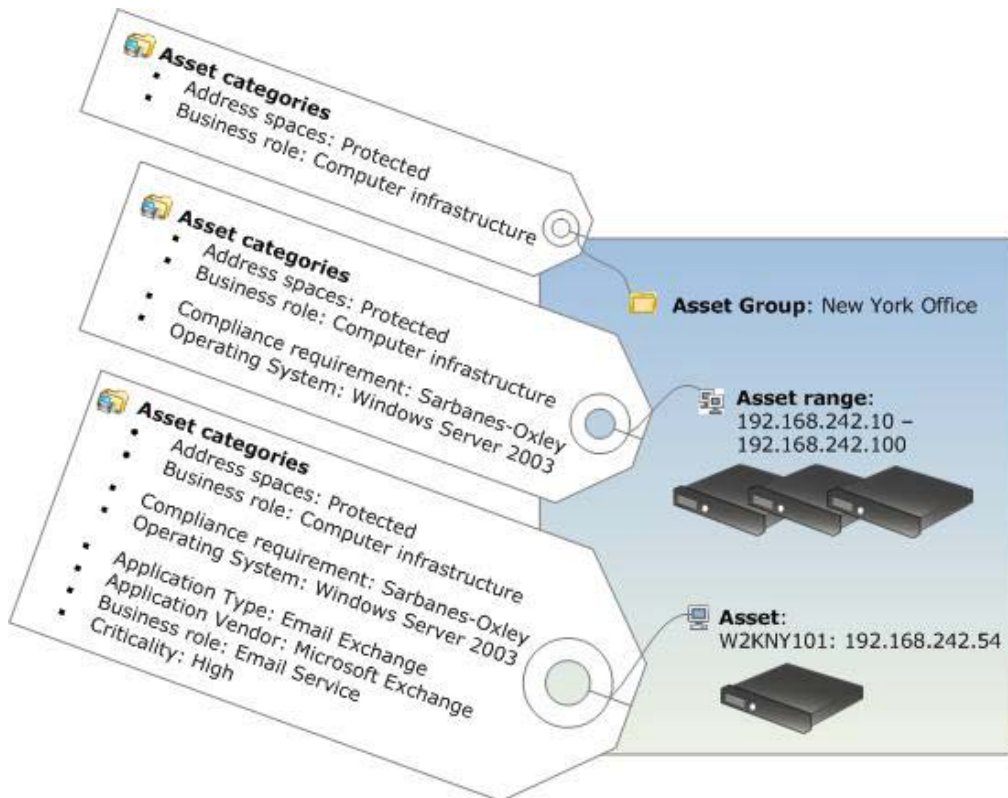 Asset categories
▪ Address spaces: Protected
▪ Business role: Computer infrastructure
Asset Group: New York Office
Asset categories
▪ Address spaces: Protected
▪ Business role: Computer infrastructure
▪ Compliance requirement: Sarbanes-Oxley
▪ Operating System: Windows Server 2003
Asset range:
192.168.242.10 –
192.168.242.100
Asset categories
▪ Address spaces: Protected
▪ Business role: Computer infrastructure
▪ Compliance requirement: Sarbanes-Oxley
▪ Operating System: Windows Server 2003
▪ Application Type: Email Exchange
▪ Application Vendor: Microsoft Exchange
▪ Business role: Email Service
▪ Criticality: High
Asset:
W2KNY101: 192.168.242.54